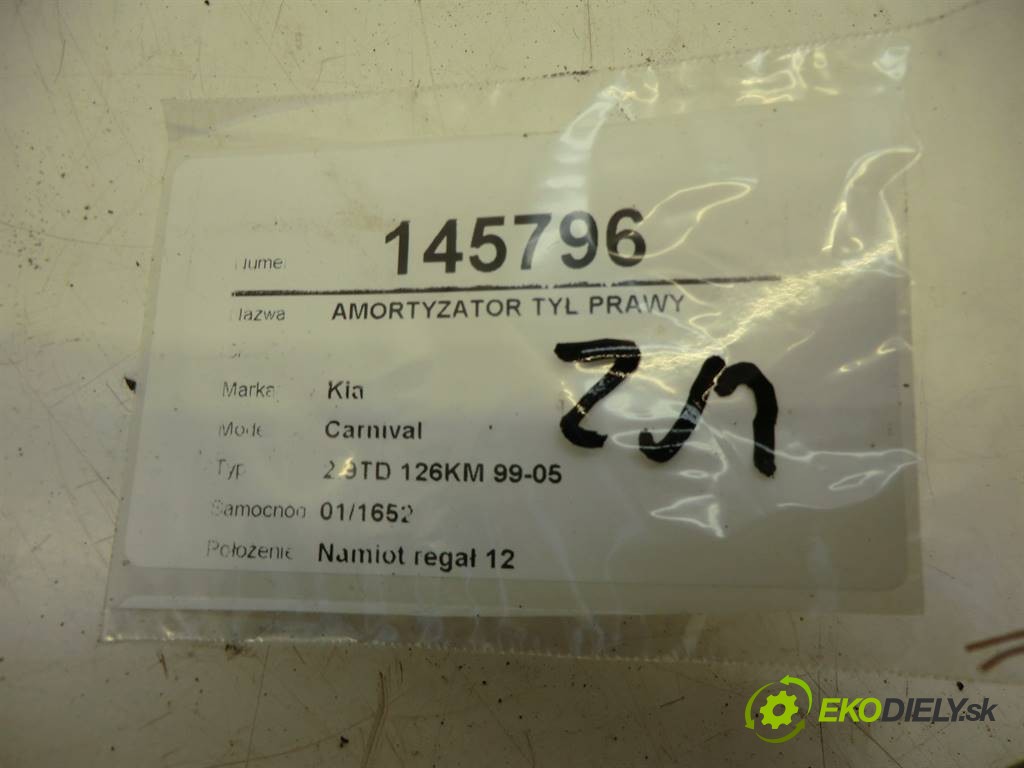 Numer 145796
Nazwa AMORTYZATOR TYL PRAWY
Marka Kia
Model Carnival
Typ 2.9TD 126KM 99-05
Samochód 01/1652
Położenie Namiot regał 12
EKODIELY.sk